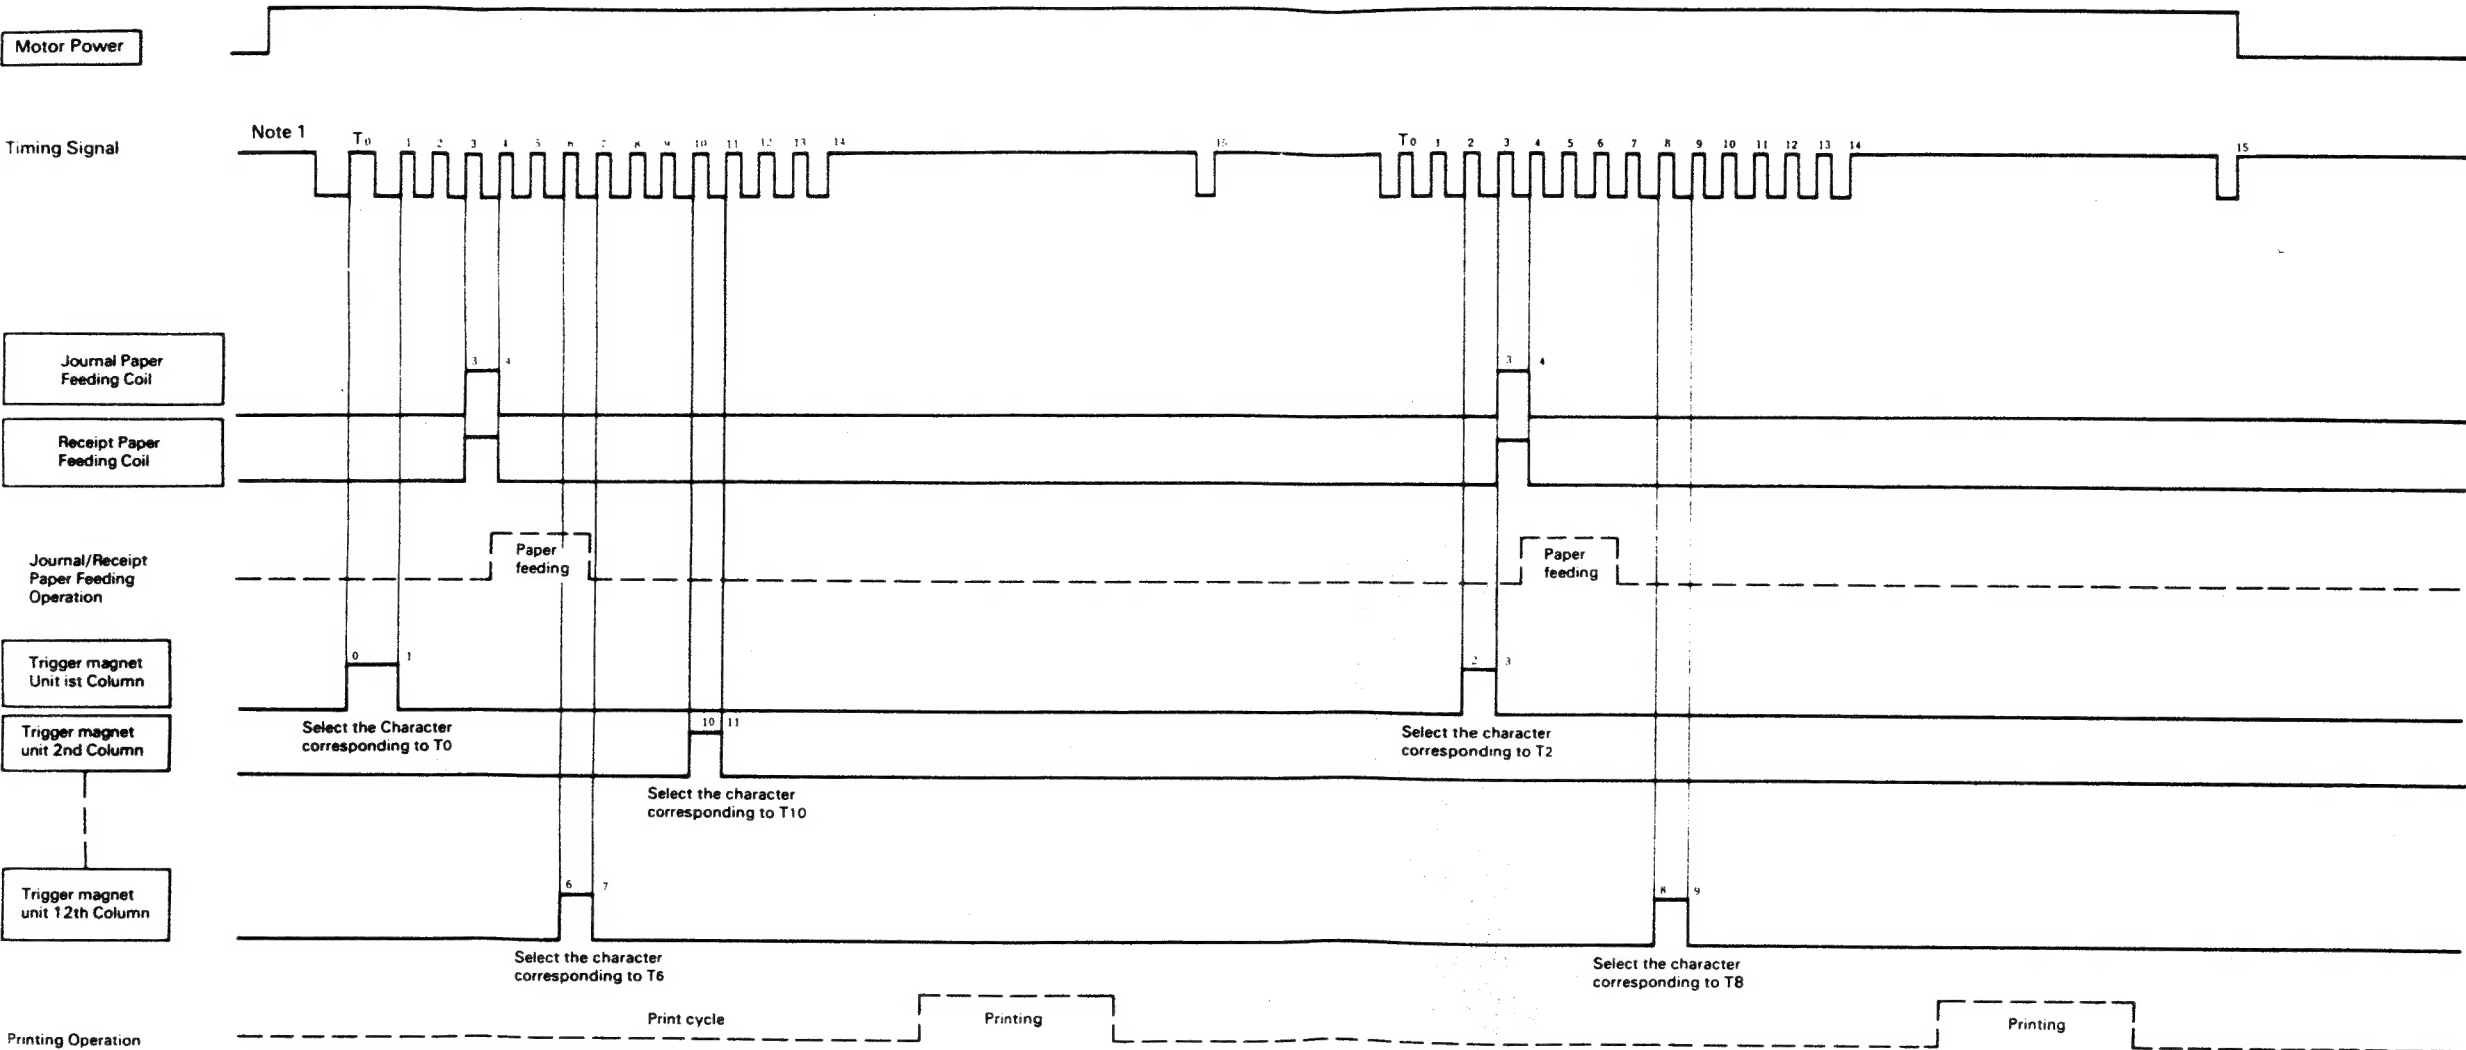 Motor Power
Note 1
Timing Signal
T0 1 2 3 4 5 6 7 8 9 10 11 12 13 14 15 T0 1 2 3 4 5 6 7 8 9 10 11 12 13 14 15
Journal Paper
Feeding Coil
3 4 3 4
Receipt Paper
Feeding Coil
Journal/Receipt
Paper Feeding
Operation
Paper
feeding
Paper
feeding
Trigger magnet
Unit ist Column
0 1 2 3
Select the Character
corresponding to T0
Select the character
corresponding to T2
Trigger magnet
unit 2nd Column
10 11
Select the character
corresponding to T10
Trigger magnet
unit 12th Column
6 7 8 9
Select the character
corresponding to T6
Select the character
corresponding to T8
Printing Operation
Print cycle
Printing
Printing